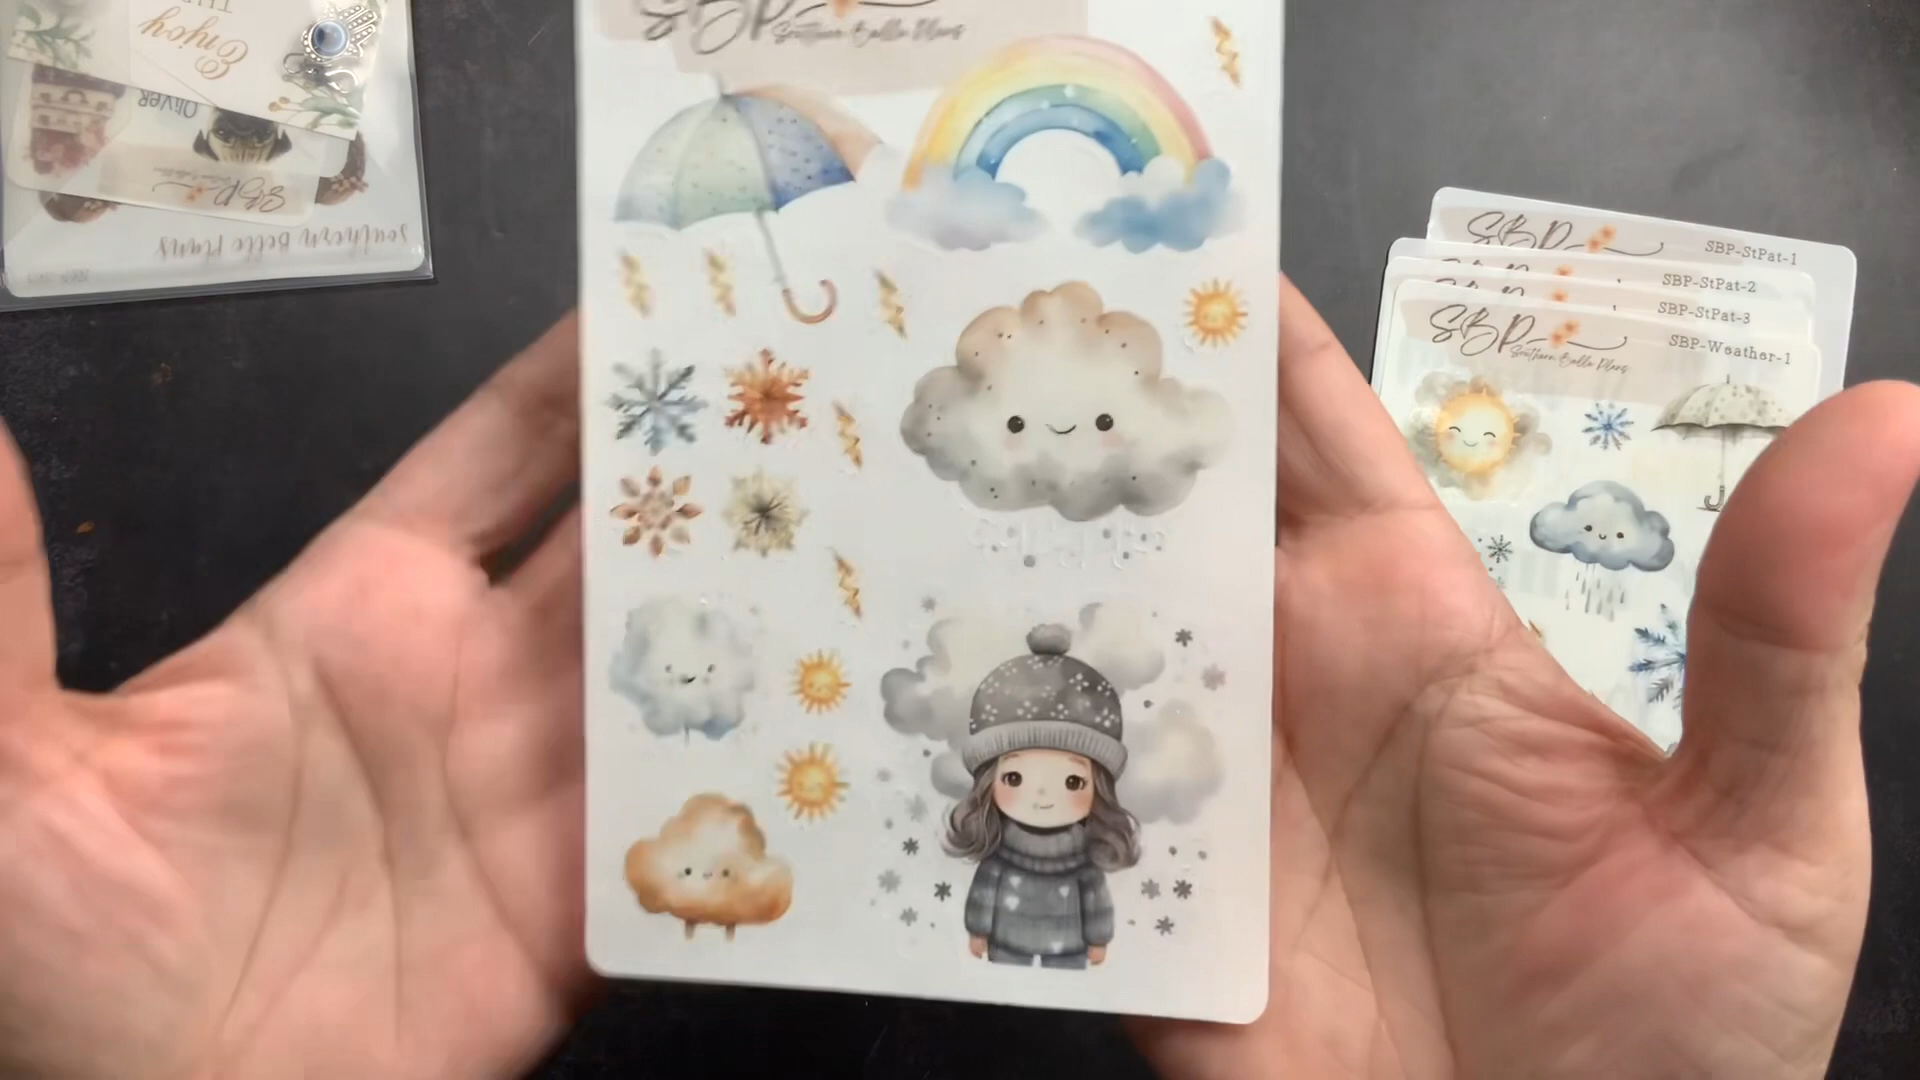 SBP
Southern Belle Plans
Enjoy
Oliver
SBP
Southern Belle Plans
SBP
SBP-StPat-1
SBP-StPat-2
SBP-StPat-3
SBP
Southern Belle Plans
SBP-Weather-1